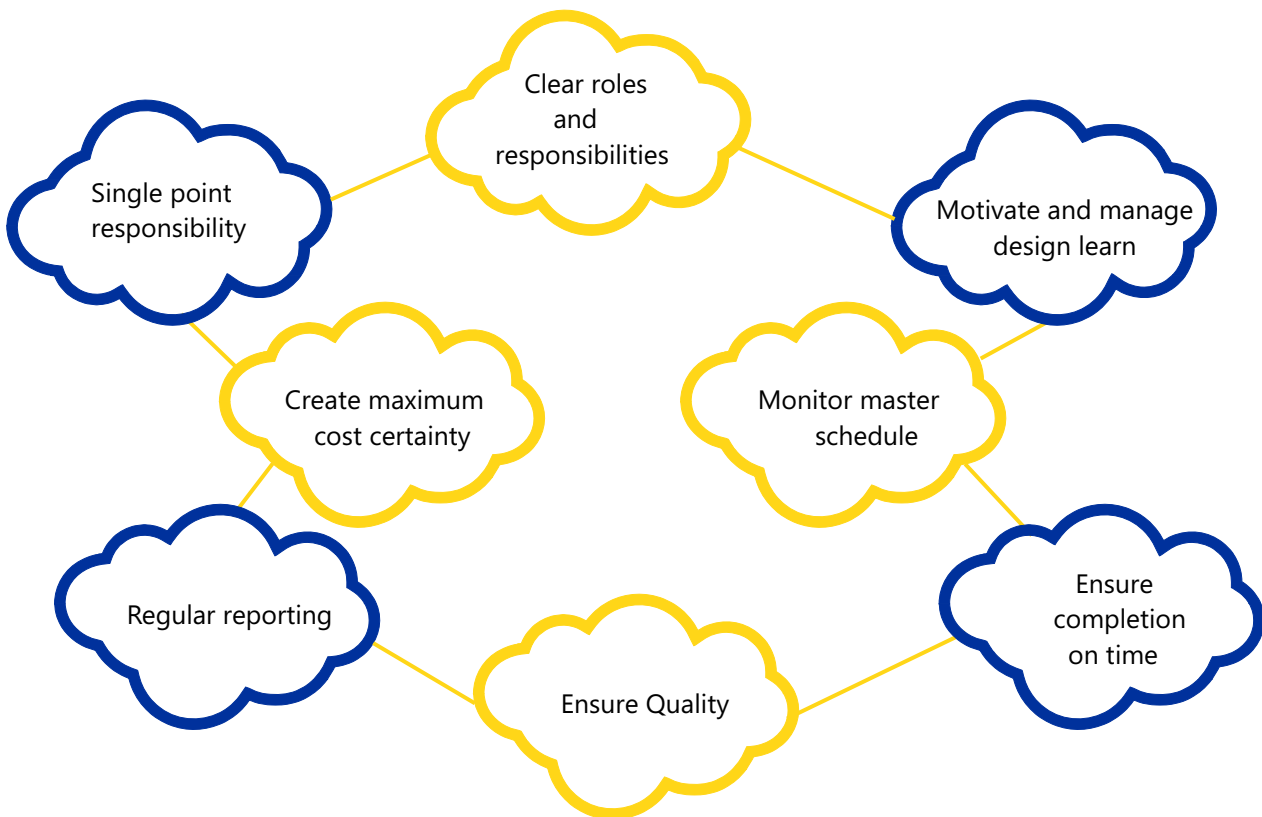 Clear roles
and
responsibilities
Single point
responsibility
Motivate and manage
design learn
Create maximum
cost certainty
Monitor master
schedule
Regular reporting
Ensure
completion
on time
Ensure Quality